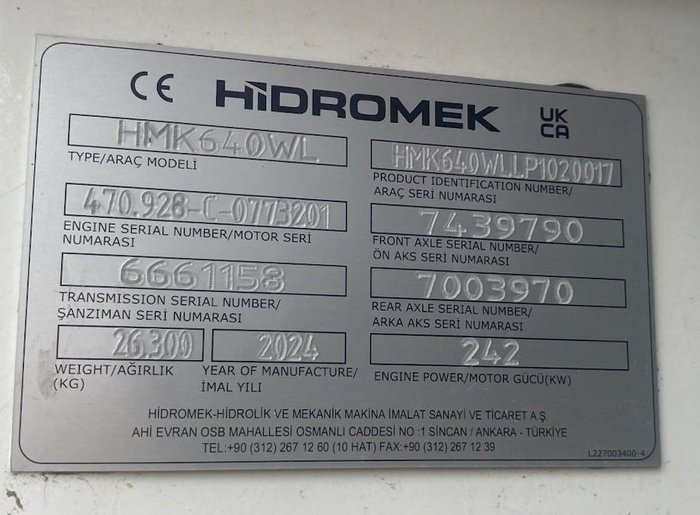 CE HİDROMEK UK
CA
HMK640WL
TYPE/ARAÇ MODELİ
HMK640WLLP1020017
PRODUCT IDENTIFICATION NUMBER/
ARAÇ SERİ NUMARASI
470.928-C-0773201
ENGINE SERIAL NUMBER/MOTOR SERİ
NUMARASI
7439790
FRONT AXLE SERIAL NUMBER/
ÖN AKS SERİ NUMARASI
6661158
TRANSMISSION SERIAL NUMBER/
ŞANZIMAN SERİ NUMARASI
7003970
REAR AXLE SERIAL NUMBER/
ARKA AKS SERİ NUMARASI
26.300
WEIGHT/AĞIRLIK
(KG)
2024
YEAR OF MANUFACTURE/
İMAL YILI
242
ENGINE POWER/MOTOR GÜCÜ(KW)
HİDROMEK-HİDROLİK VE MEKANİK MAKİNA İMALAT SANAYİ VE TİCARET A.Ş.
AHİ EVRAN OSB MAHALLESİ OSMANLI CADDESİ NO :1 SİNCAN / ANKARA - TÜRKİYE
TEL:+90 (312) 267 12 60 (10 HAT) FAX:+90 (312) 267 12 39
L227003400-4